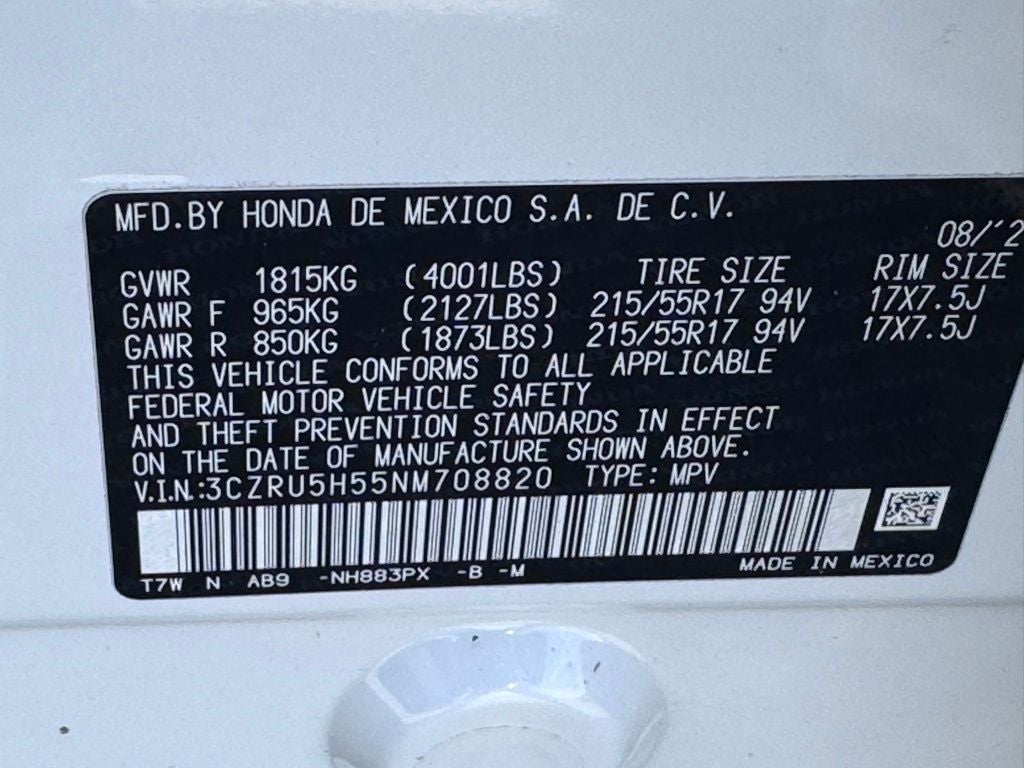 MFD.BY HONDA DE MEXICO S.A. DE C.V.
08/'2
GVWR 1815KG (4001LBS) TIRE SIZE RIM SIZE
GAWR F 965KG (2127LBS) 215/55R17 94V 17X7.5J
GAWR R 850KG (1873LBS) 215/55R17 94V 17X7.5J
THIS VEHICLE CONFORMS TO ALL APPLICABLE
FEDERAL MOTOR VEHICLE SAFETY
AND THEFT PREVENTION STANDARDS IN EFFECT
ON THE DATE OF MANUFACTURE SHOWN ABOVE.
V.I.N.:3CZRU5H55NM708820 TYPE: MPV
T7W N AB9 -NH883PX -B -M MADE IN MEXICO